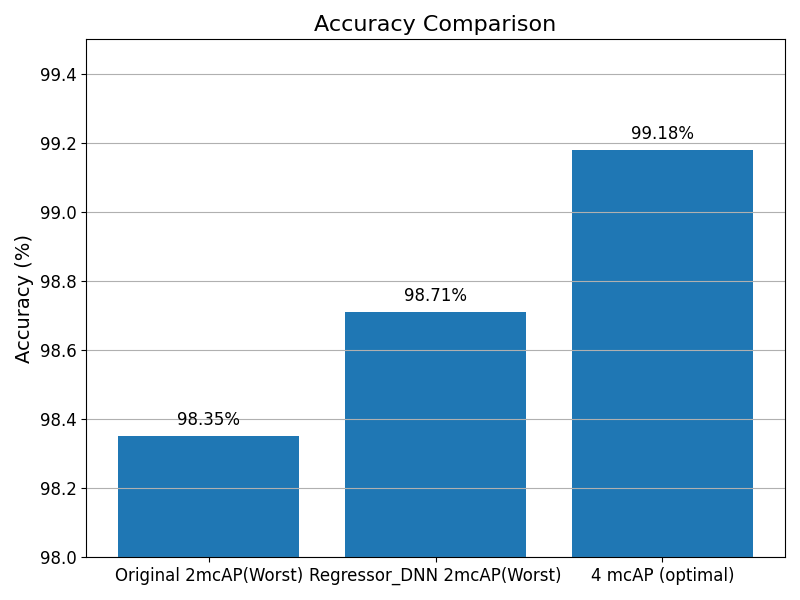 Accuracy Comparison
Accuracy (%)
99.4
99.2
99.0
98.8
98.6
98.4
98.2
98.0
98.35%
98.71%
99.18%
Original 2mcAP(Worst)
Regressor_DNN 2mcAP(Worst)
4 mcAP (optimal)